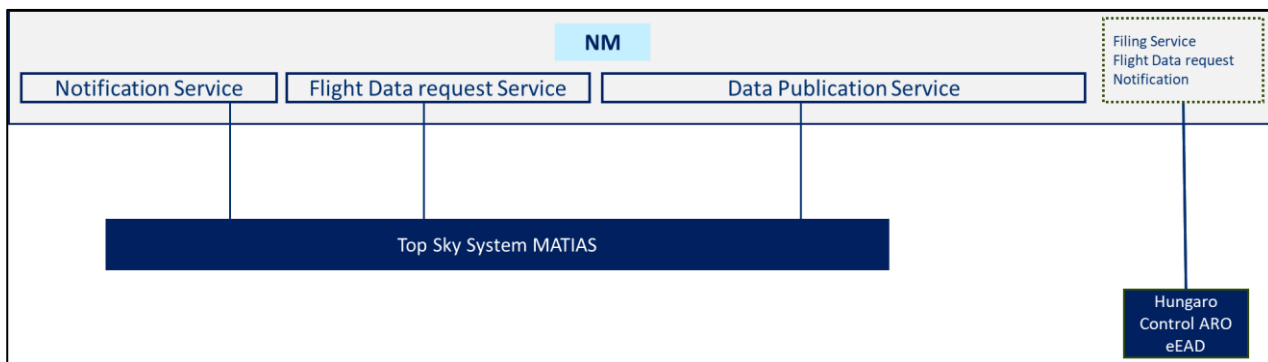 NM
Notification Service
Flight Data request Service
Data Publication Service
Filing Service
Flight Data request
Notification
Top Sky System MATIAS
Hungaro
Control ARO
eEAD